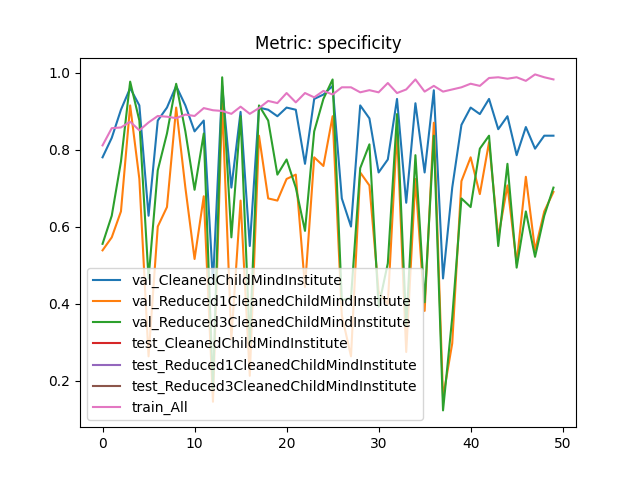 Metric: specificity
1.0
0.8
0.6
0.4
0.2
val_CleanedChildMindInstitute
val_Reduced1CleanedChildMindInstitute
val_Reduced3CleanedChildMindInstitute
test_CleanedChildMindInstitute
test_Reduced1CleanedChildMindInstitute
test_Reduced3CleanedChildMindInstitute
train_All
0 10 20 30 40 50